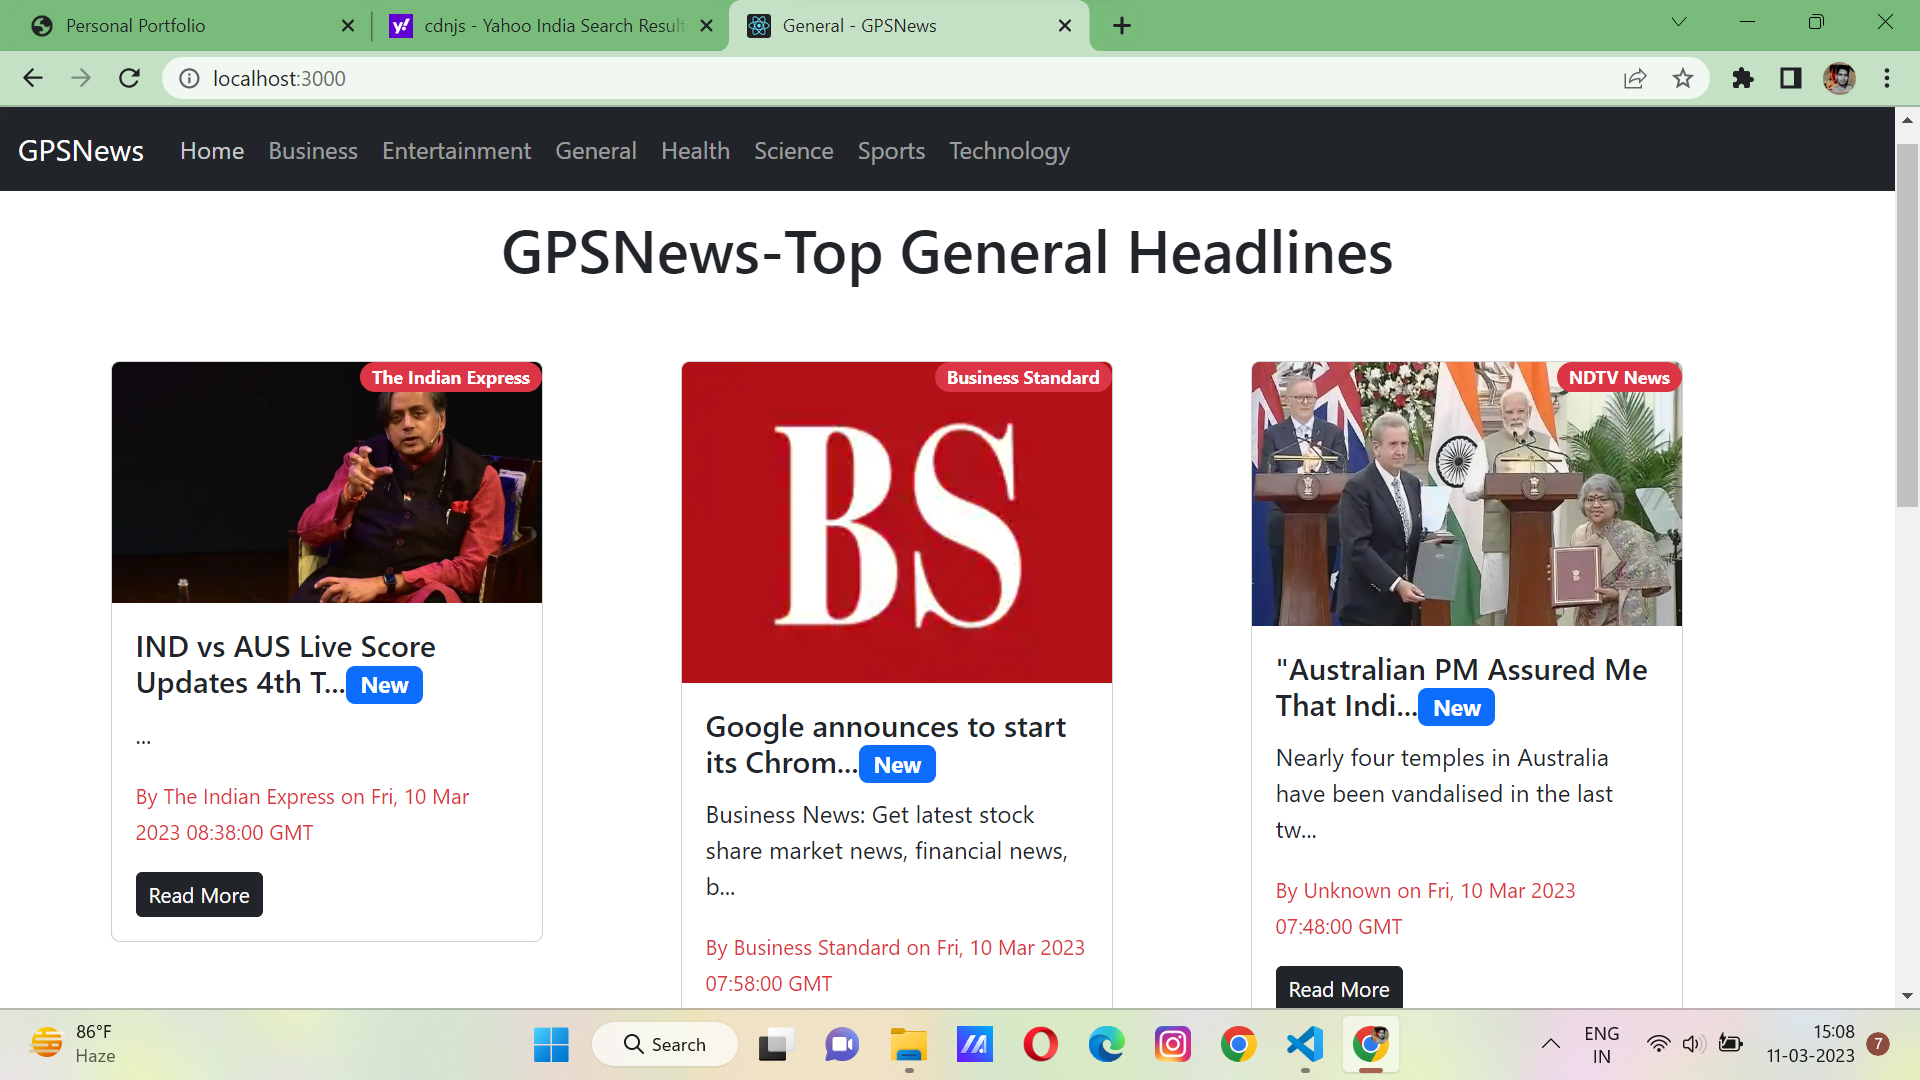 Personal Portfolio
cdnjs - Yahoo India Search Result
General - GPSNews
localhost:3000
GPSNews Home Business Entertainment General Health Science Sports Technology
GPSNews-Top General Headlines
The Indian Express
IND vs AUS Live Score
Updates 4th T... New
...
By The Indian Express on Fri, 10 Mar
2023 08:38:00 GMT
Read More
Business Standard
BS
Google announces to start
its Chrom... New
Business News: Get latest stock
share market news, financial news,
b...
By Business Standard on Fri, 10 Mar 2023
07:58:00 GMT
NDTV News
"Australian PM Assured Me
That Indi... New
Nearly four temples in Australia
have been vandalised in the last
tw...
By Unknown on Fri, 10 Mar 2023
07:48:00 GMT
Read More
86°F
Haze
Search
ENG
IN
15:08
11-03-2023
7